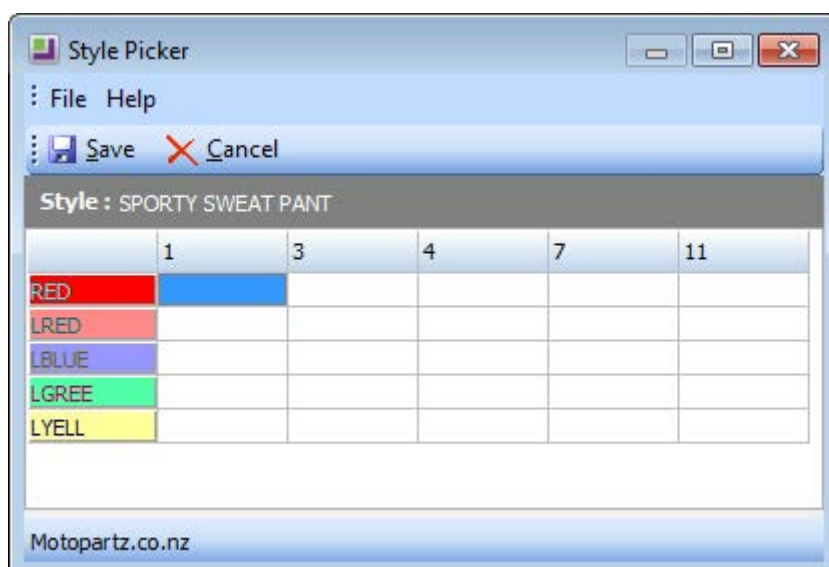 Style Picker
File Help
Save Cancel
Style : SPORTY SWEAT PANT
1 3 4 7 11
RED
LRED
LBLUE
LGREE
LYELL
Motopartz.co.nz